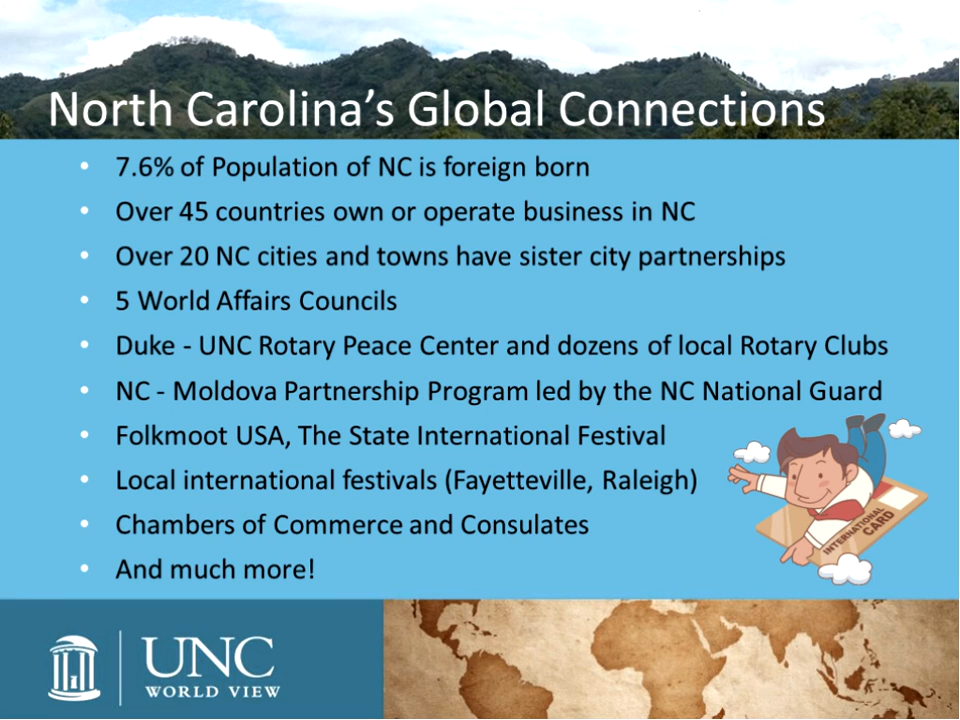 North Carolina’s Global Connections
• 7.6% of Population of NC is foreign born
• Over 45 countries own or operate business in NC
• Over 20 NC cities and towns have sister city partnerships
• 5 World Affairs Councils
• Duke - UNC Rotary Peace Center and dozens of local Rotary Clubs
• NC - Moldova Partnership Program led by the NC National Guard
• Folkmoot USA, The State International Festival
• Local international festivals (Fayetteville, Raleigh)
• Chambers of Commerce and Consulates
• And much more!
INTERNATIONAL
CARD
UNC
WORLD VIEW